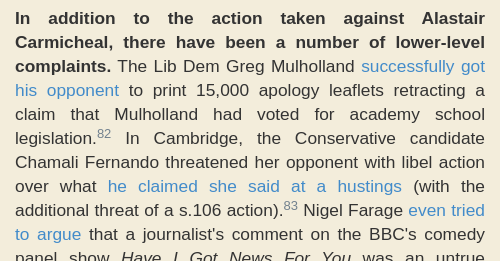 In addition to the action taken against Alastair
Carmicheal, there have been a number of lower-level
complaints. The Lib Dem Greg Mulholland successfully got
his opponent to print 15,000 apology leaflets retracting a
claim that Mulholland had voted for academy school
legislation.82 In Cambridge, the Conservative candidate
Chamali Fernando threatened her opponent with libel action
over what he claimed she said at a hustings (with the
additional threat of a s.106 action).83 Nigel Farage even tried
to argue that a journalist's comment on the BBC's comedy
panel show Have I Got News For You was an untrue